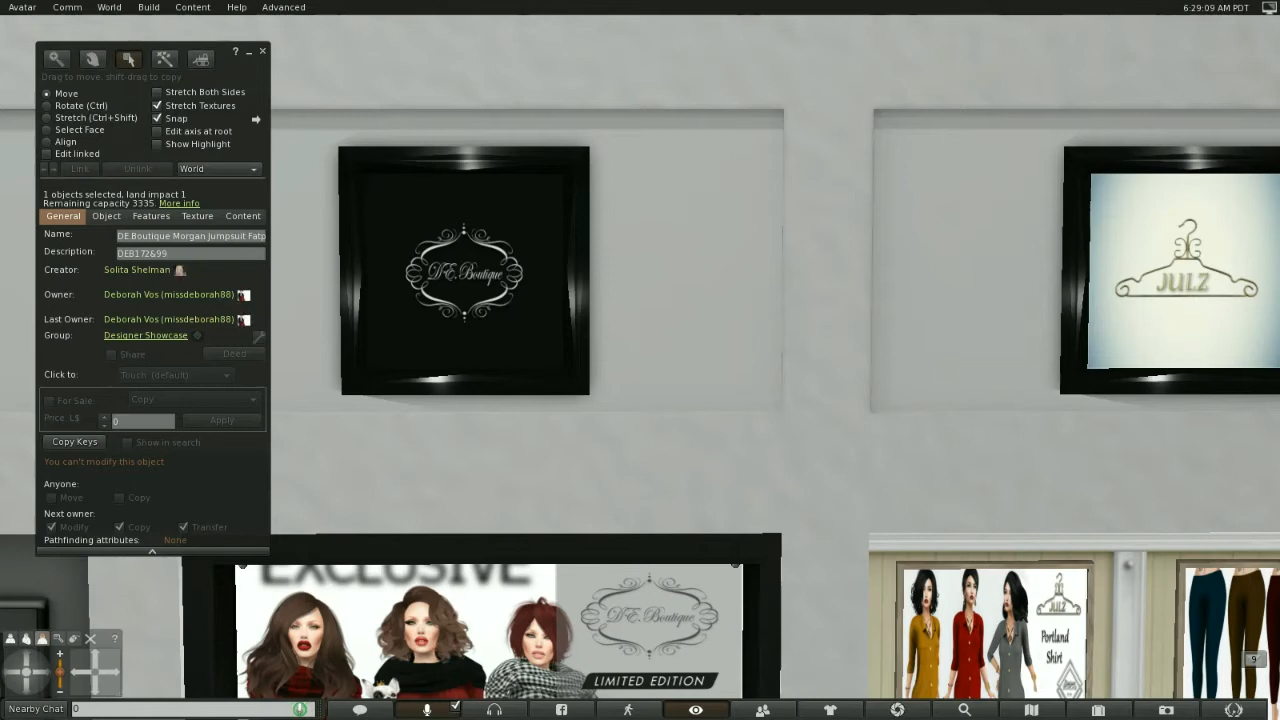 Avatar Comm World Build Content Help Advanced
6:29:09 AM PDT
?
Drag to move, shift-drag to copy
Move
Rotate (Ctrl)
Stretch (Ctrl+Shift)
Select Face
Align
Edit linked
Stretch Both Sides
Stretch Textures
Snap
Edit axis at root
Show Highlight
Link Unlink World
1 objects selected, land impact 1
Remaining capacity 3335. More info
General Object Features Texture Content
Name: DE.Boutique Morgan Jumpsuit Fatp
Description: DEB172&99
Creator: Solita Shelman
Owner: Deborah Vos (missdeborah88)
Last Owner: Deborah Vos (missdeborah88)
Group: Designer Showcase
Share Deed
Click to: Touch (default)
For Sale: Copy
Price: L$ 0 Apply
Copy Keys Show in search
You can't modify this object
Anyone:
Move Copy
Next owner:
Modify Copy Transfer
Pathfinding attributes: None
D.E. Boutique
JULZ
EXCLUSIVE
D.E. Boutique
LIMITED EDITION
JULZ
Portland
Shirt
?
9
Nearby Chat 0